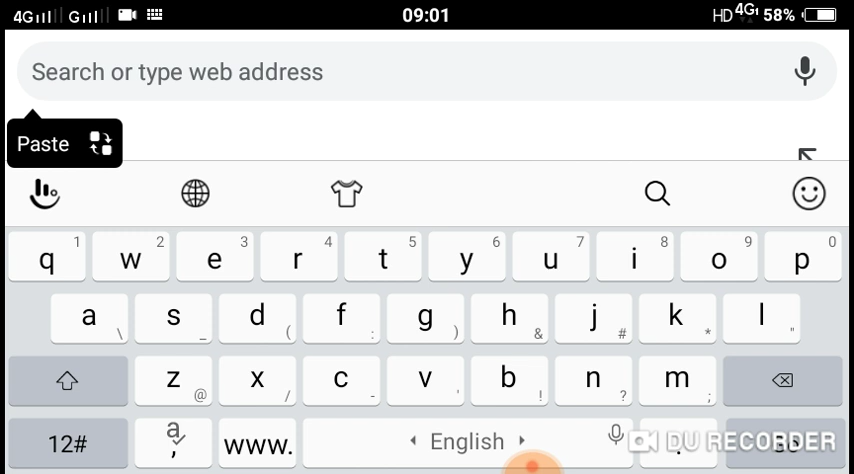 4G G 09:01 HD 4G 58%
Search or type web address
Paste
1 2 3 4 5 6 7 8 9 0
q w e r t y u i o p
a s d f g h j k l
\ _ ( : ) & # * "
z x c v b n m
@ / - ' ! ? ;
12# a , www. English . Go
DU RECORDER